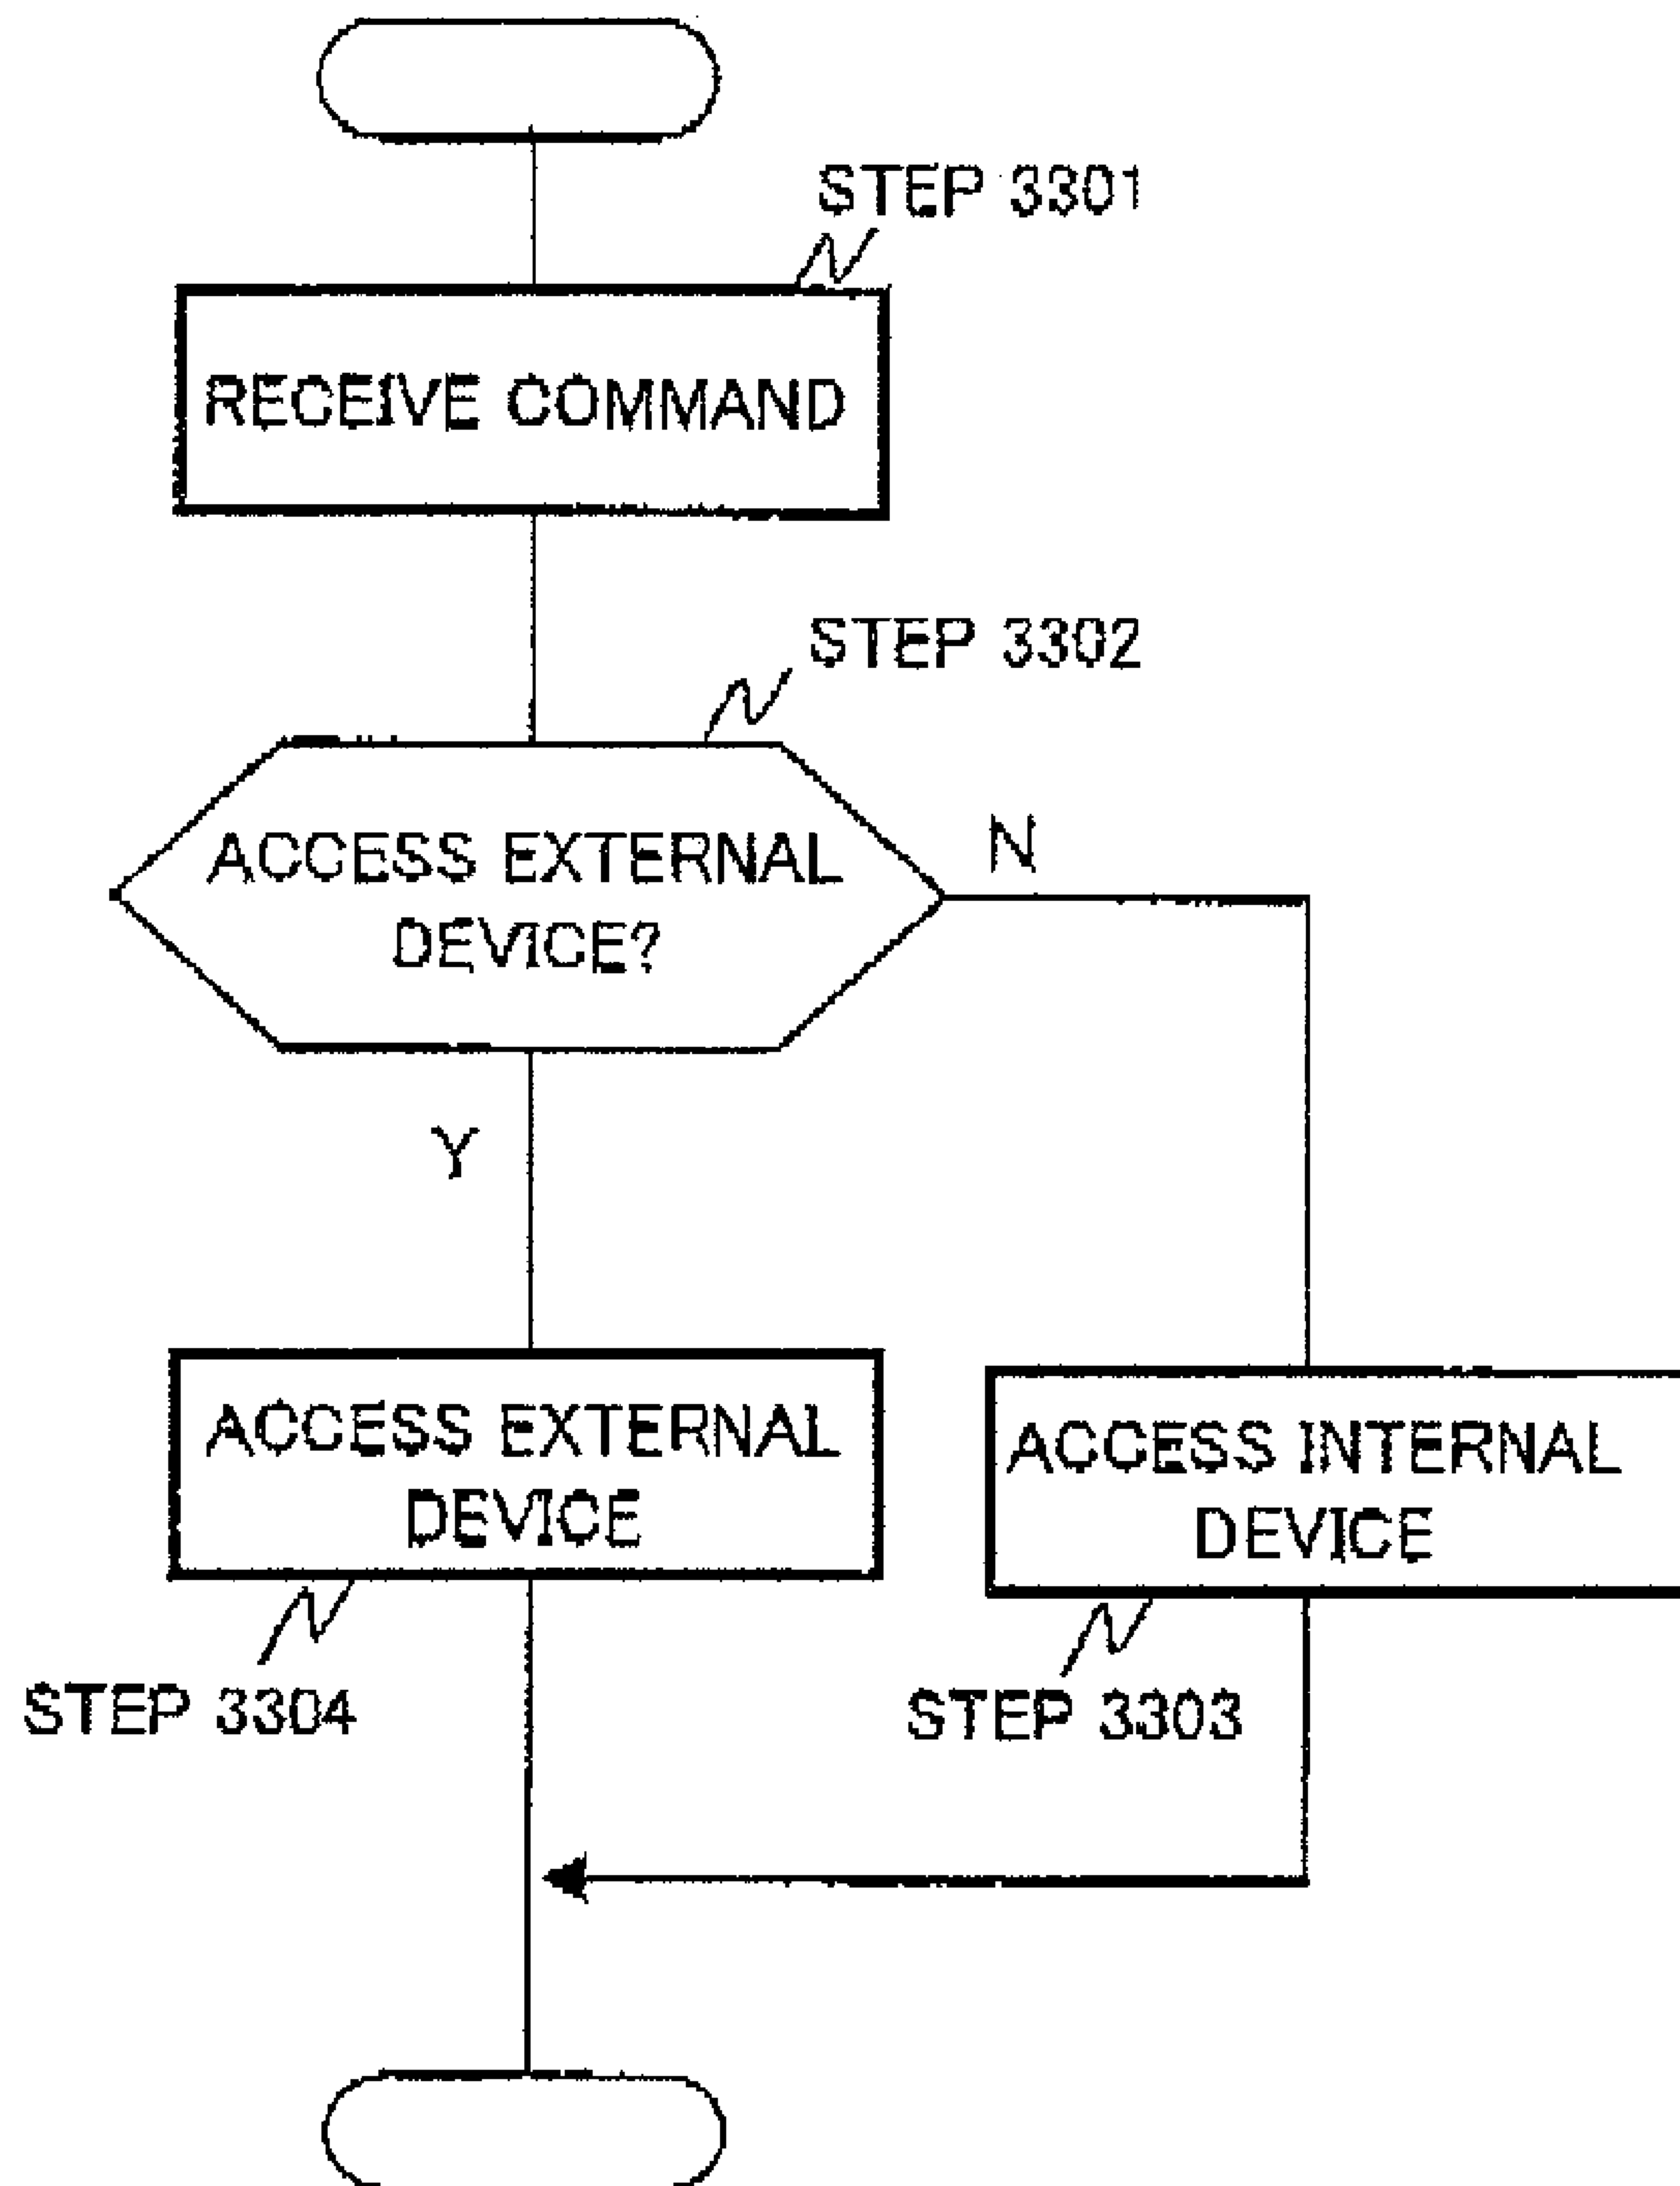 STEP 3301
RECEIVE COMMAND
STEP 3302
ACCESS EXTERNAL
DEVICE?
N
Y
ACCESS EXTERNAL
DEVICE
ACCESS INTERNAL
DEVICE
STEP 3304
STEP 3303